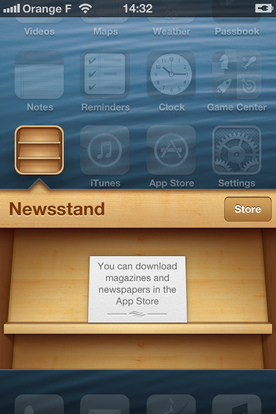 Orange F 14:32
Videos Maps Weather Passbook
Notes Reminders Clock Game Center
iTunes App Store Settings
Newsstand Store
You can download
magazines and
newspapers in the
App Store